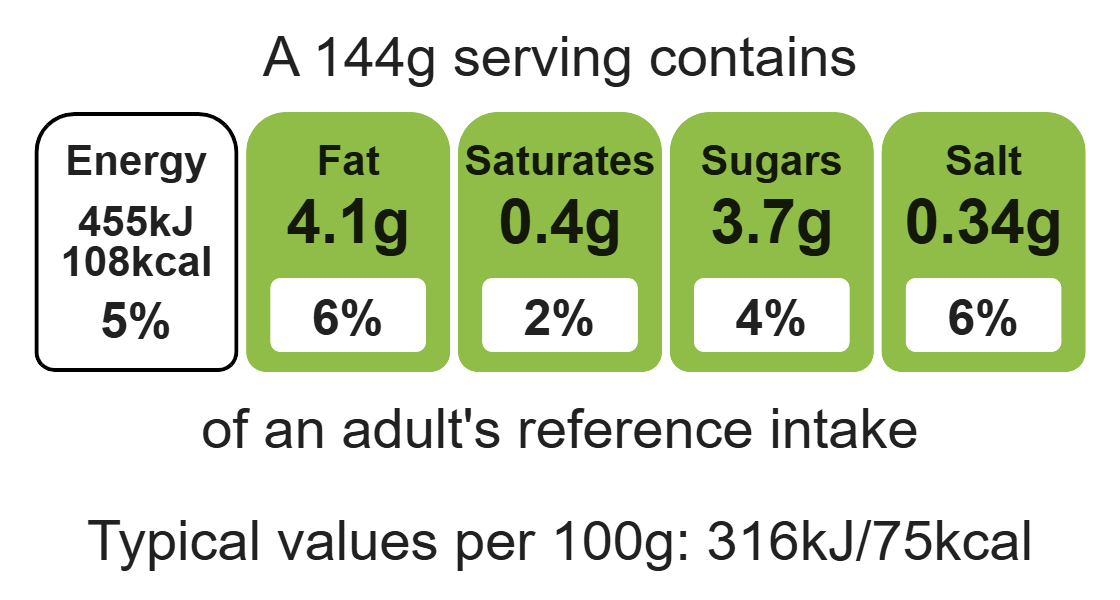 A 144g serving contains
Energy
455kJ
108kcal
5%
Fat
4.1g
6%
Saturates
0.4g
2%
Sugars
3.7g
4%
Salt
0.34g
6%
of an adult's reference intake
Typical values per 100g: 316kJ/75kcal